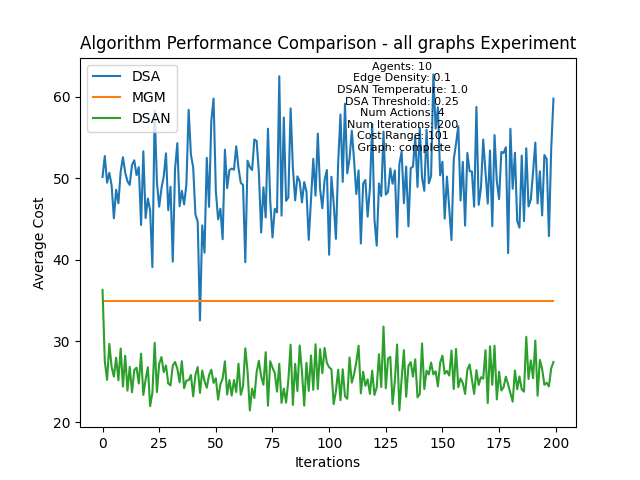 Algorithm Performance Comparison - all graphs Experiment
DSA
MGM
DSAN
Agents: 10
Edge Density: 0.1
DSAN Temperature: 1.0
DSA Threshold: 0.25
Num Actions: 4
Num Iterations: 200
Cost Range: 101
Graph: complete
Average Cost
60
50
40
30
20
0
25
50
75
100
125
150
175
200
Iterations